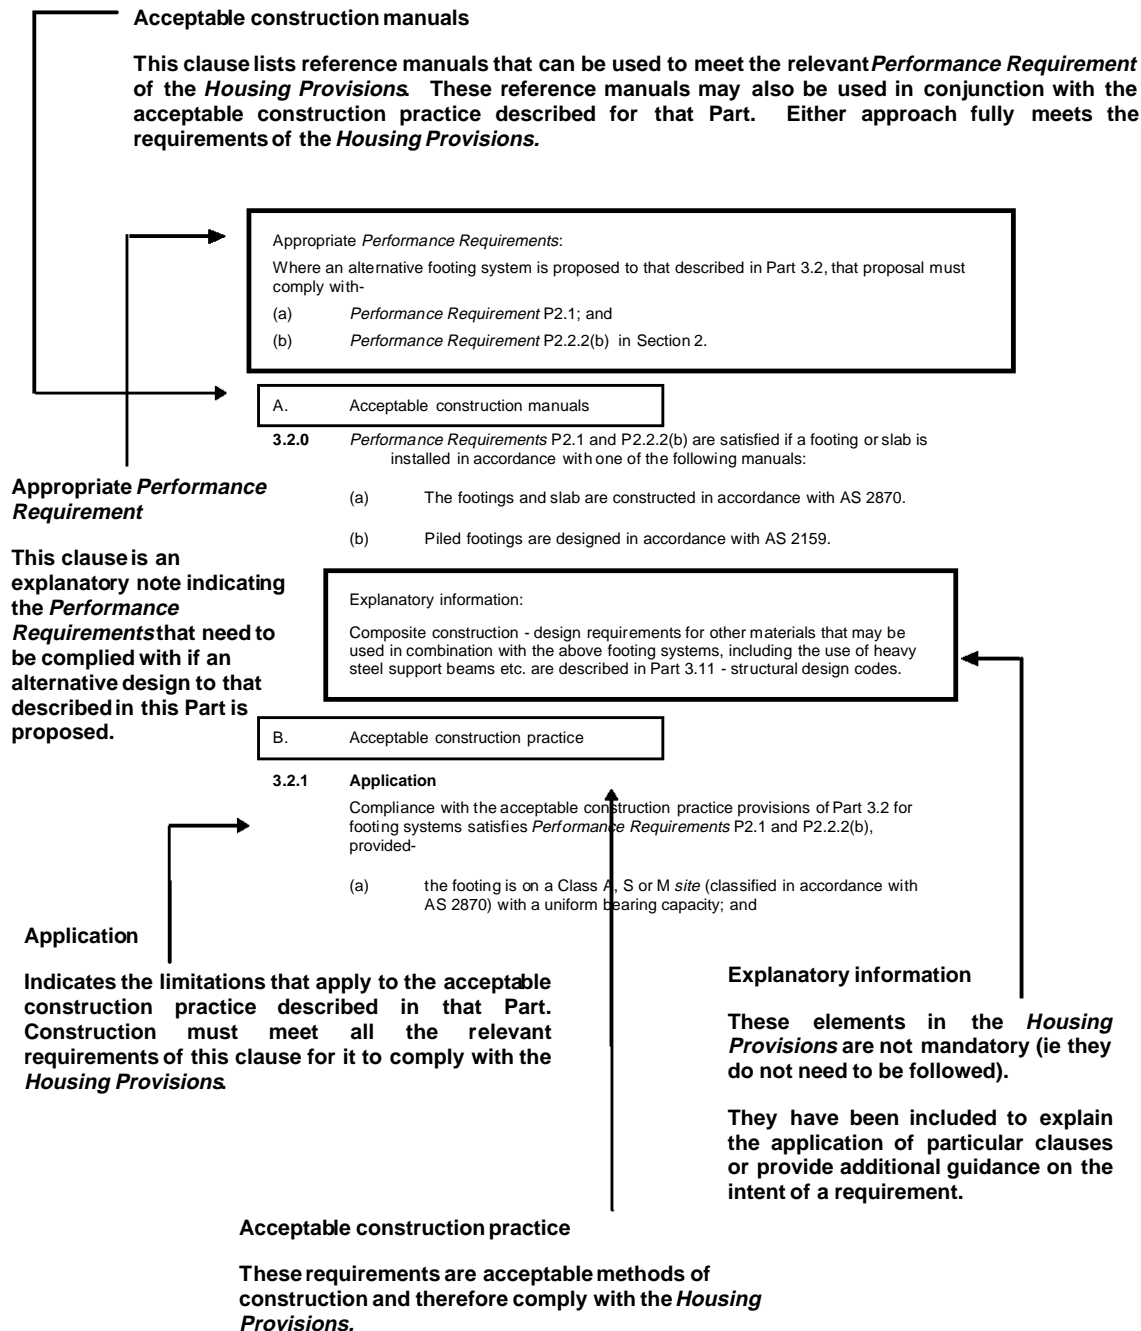 Acceptable construction manuals
This clause lists reference manuals that can be used to meet the relevant Performance Requirement
of the Housing Provisions. These reference manuals may also be used in conjunction with the
acceptable construction practice described for that Part. Either approach fully meets the
requirements of the Housing Provisions.
Appropriate Performance Requirements:
Where an alternative footing system is proposed to that described in Part 3.2, that proposal must
comply with-
(a) Performance Requirement P2.1; and
(b) Performance Requirement P2.2.2(b) in Section 2.
A. Acceptable construction manuals
3.2.0 Performance Requirements P2.1 and P2.2.2(b) are satisfied if a footing or slab is
installed in accordance with one of the following manuals:
(a) The footings and slab are constructed in accordance with AS 2870.
(b) Piled footings are designed in accordance with AS 2159.
Appropriate Performance
Requirement
This clause is an
explanatory note indicating
the Performance
Requirements that need to
be complied with if an
alternative design to that
described in this Part is
proposed.
Explanatory information:
Composite construction - design requirements for other materials that may be
used in combination with the above footing systems, including the use of heavy
steel support beams etc. are described in Part 3.11 - structural design codes.
B. Acceptable construction practice
3.2.1 Application
Compliance with the acceptable construction practice provisions of Part 3.2 for
footing systems satisfies Performance Requirements P2.1 and P2.2.2(b),
provided-
(a) the footing is on a Class A, S or M site (classified in accordance with
AS 2870) with a uniform bearing capacity; and
Application
Indicates the limitations that apply to the acceptable
construction practice described in that Part.
Construction must meet all the relevant
requirements of this clause for it to comply with the
Housing Provisions.
Explanatory information
These elements in the Housing
Provisions are not mandatory (ie they
do not need to be followed).
They have been included to explain
the application of particular clauses
or provide additional guidance on the
intent of a requirement.
Acceptable construction practice
These requirements are acceptable methods of
construction and therefore comply with the Housing
Provisions.